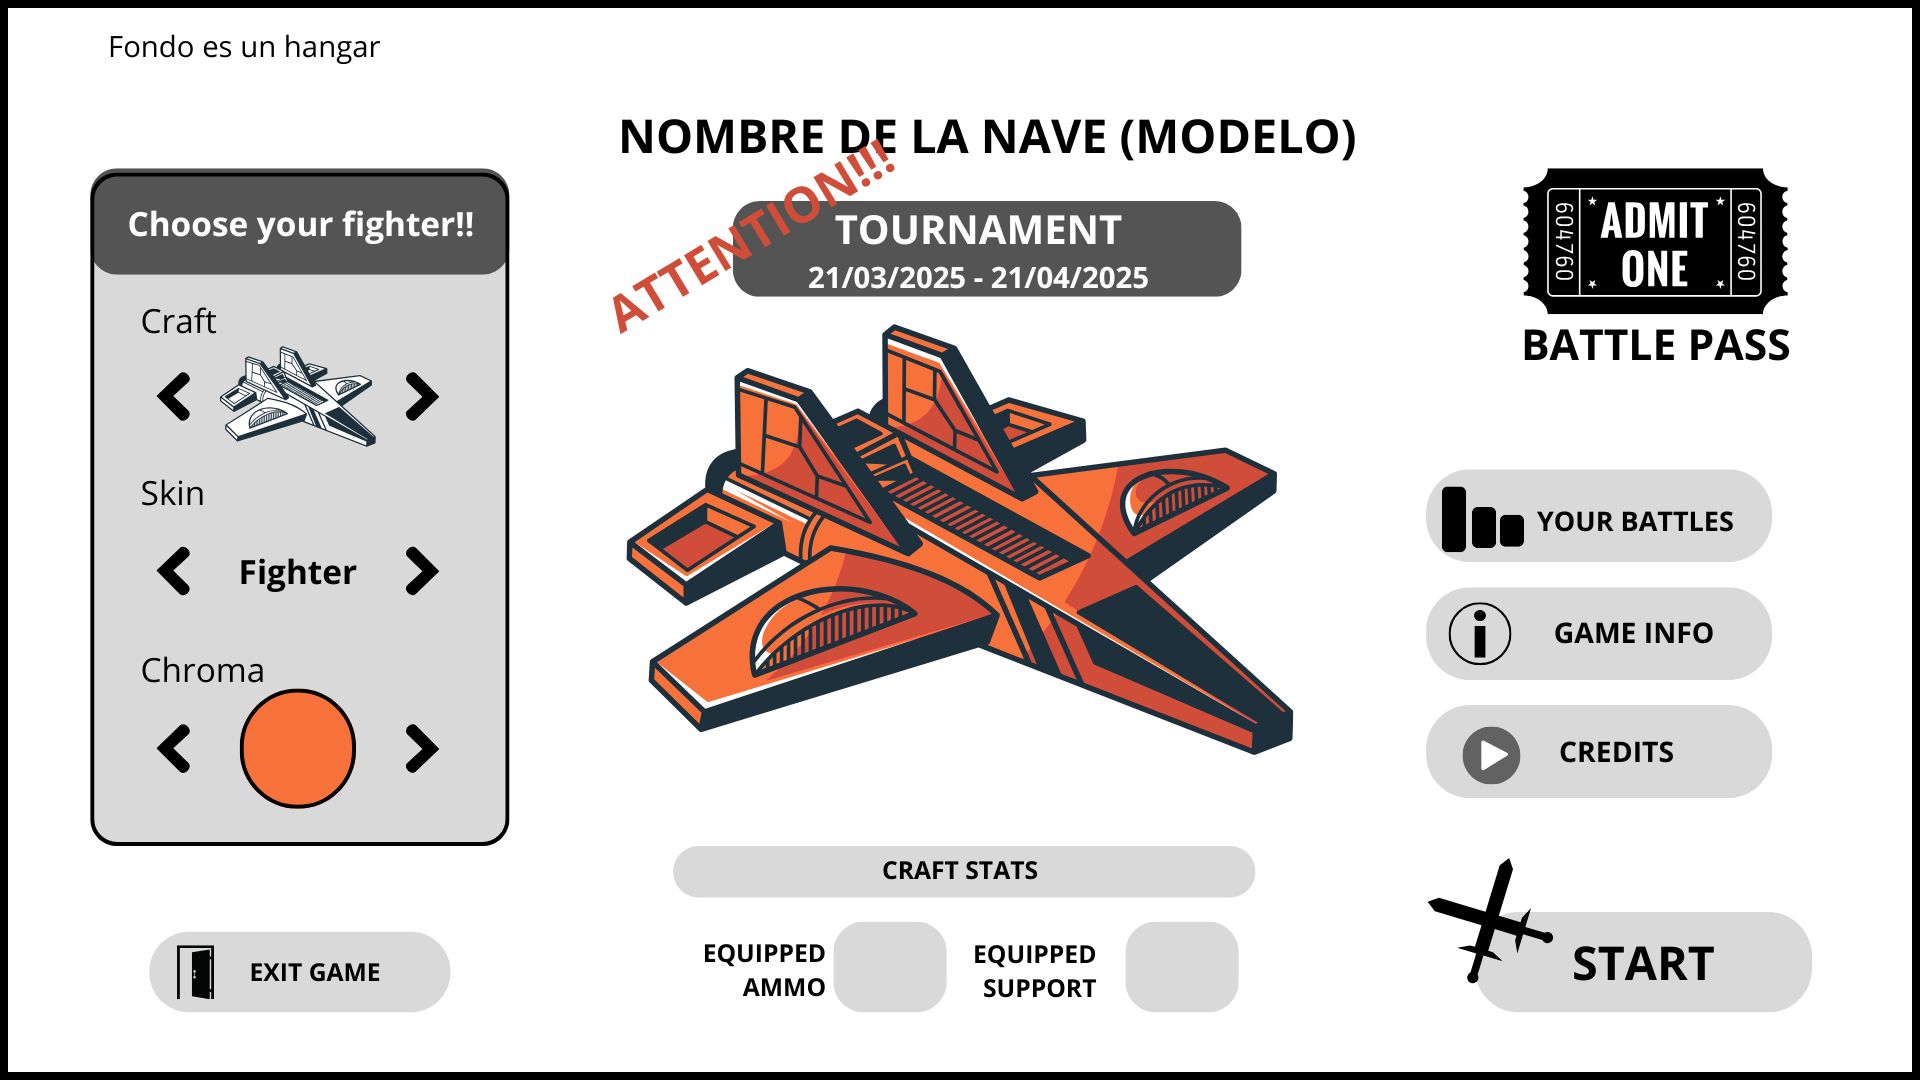 Fondo es un hangar
NOMBRE DE LA NAVE (MODELO)
ATTENTION!!!
TOURNAMENT
21/03/2025 - 21/04/2025
Choose your fighter!!
Craft
Skin
Fighter
Chroma
EXIT GAME
CRAFT STATS
EQUIPPED
AMMO
EQUIPPED
SUPPORT
604760
ADMIT
ONE
604760
BATTLE PASS
YOUR BATTLES
GAME INFO
CREDITS
START